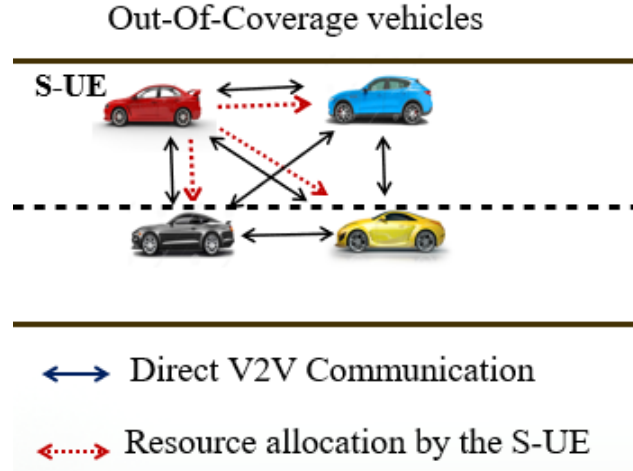 Out-Of-Coverage vehicles
S-UE
Direct V2V Communication
Resource allocation by the S-UE